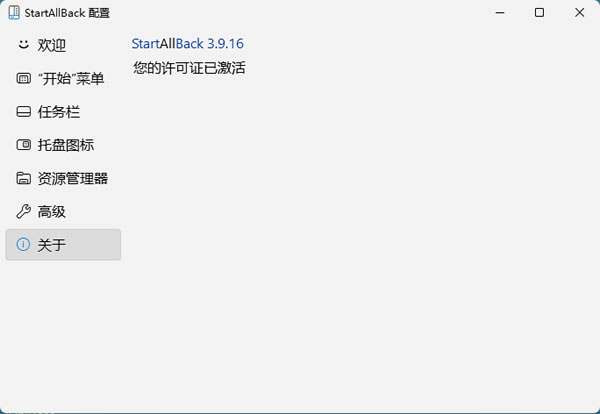 StartAllBack 配置
欢迎
"开始"菜单
任务栏
托盘图标
资源管理器
高级
关于
StartAllBack 3.9.16
您的许可证已激活